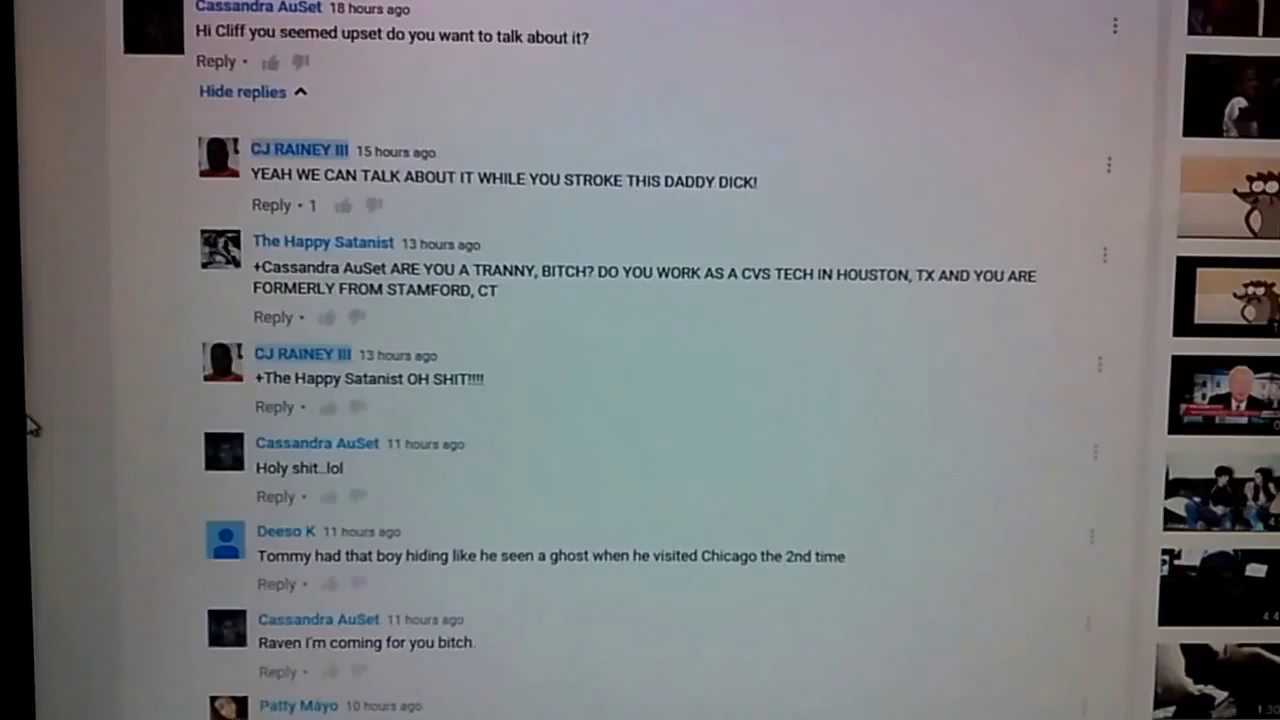 Cassandra AuSet 18 hours ago
Hi Cliff you seemed upset do you want to talk about it?
Reply •
Hide replies
CJ RAINEY III 15 hours ago
YEAH WE CAN TALK ABOUT IT WHILE YOU STROKE THIS DADDY DICK!
Reply • 1
The Happy Satanist 13 hours ago
+Cassandra AuSet ARE YOU A TRANNY, BITCH? DO YOU WORK AS A CVS TECH IN HOUSTON, TX AND YOU ARE
FORMERLY FROM STAMFORD, CT
Reply •
CJ RAINEY III 13 hours ago
+The Happy Satanist OH SHIT!!!!
Reply •
Cassandra AuSet 11 hours ago
Holy shit..lol
Reply •
Deeso K 11 hours ago
Tommy had that boy hiding like he seen a ghost when he visited Chicago the 2nd time
Reply •
Cassandra AuSet 11 hours ago
Raven I'm coming for you bitch.
Reply •
Patty Mayo 10 hours ago